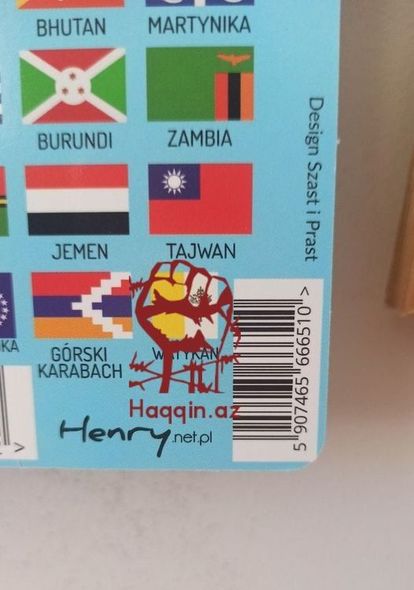 BHUTAN
MARTYNIKA
BURUNDI
ZAMBIA
JEMEN
TAJWAN
GÓRSKI
KARABACH
WATYKAN
Haqqin.az
Henry.net.pl
Design Szast i Prast
5 907465 666510 >